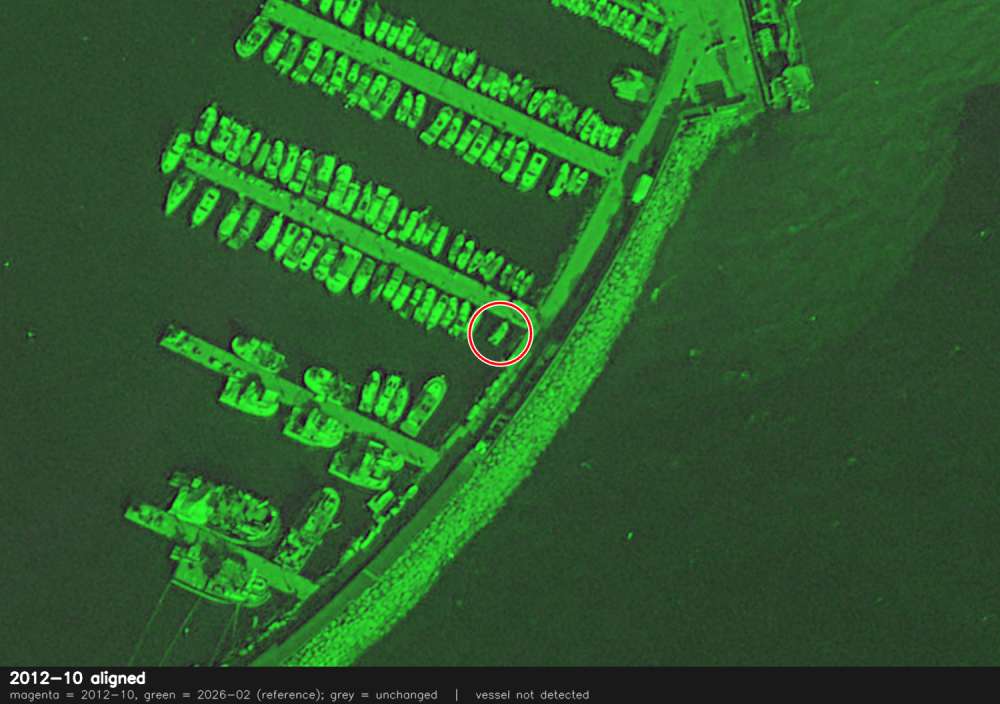 2012-10 aligned
magenta = 2012-10, green = 2026-02 (reference); grey = unchanged | vessel not detected